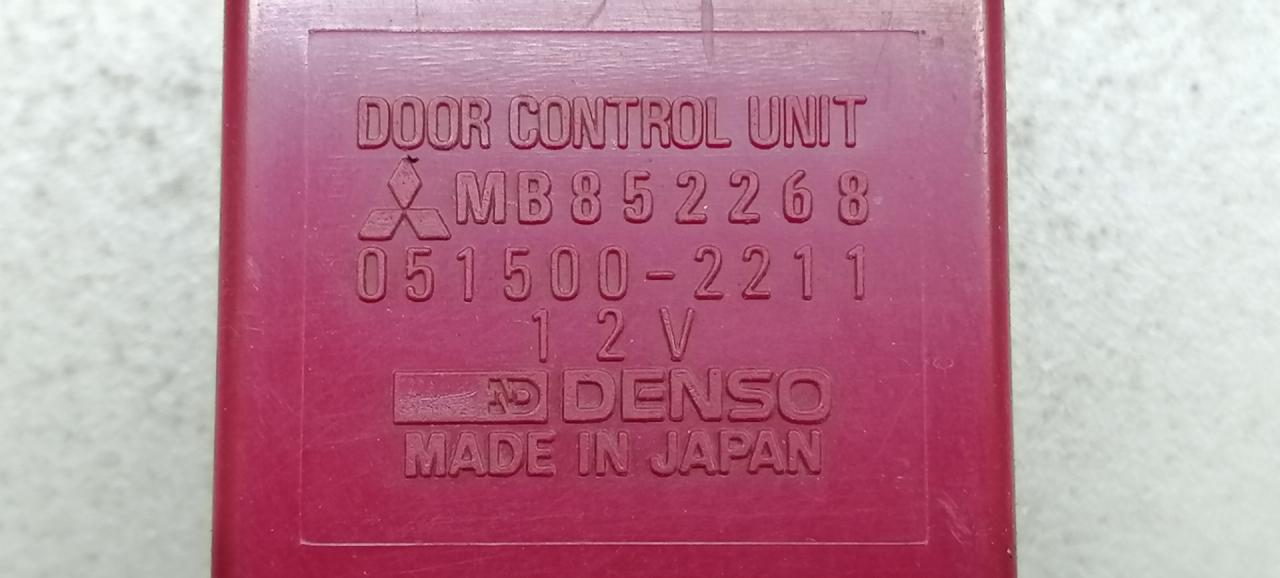 DOOR CONTROL UNIT
MB852268
051500-2211
12V
ND DENSO
MADE IN JAPAN